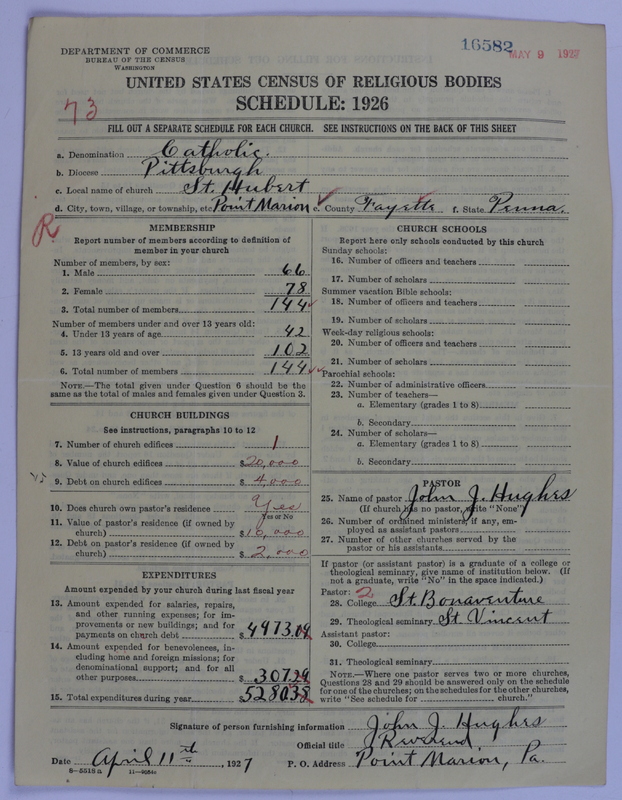 16582
MAY 9 1927
DEPARTMENT OF COMMERCE
BUREAU OF THE CENSUS
WASHINGTON
UNITED STATES CENSUS OF RELIGIOUS BODIES
SCHEDULE: 1926
73
FILL OUT A SEPARATE SCHEDULE FOR EACH CHURCH. SEE INSTRUCTIONS ON THE BACK OF THIS SHEET
a. Denomination Catholic.
b. Diocese Pittsburgh
c. Local name of church St. Hubert
d. City, town, village, or township, etc Point Marion e. County Fayette f. State Penna.
R
MEMBERSHIP
Report number of members according to definition of
member in your church
Number of members, by sex:
1. Male 66
2. Female 78
3. Total number of members 144
Number of members under and over 13 years old:
4. Under 13 years of age 42
5. 13 years old and over 102
6. Total number of members 144
NOTE.—The total given under Question 6 should be the
same as the total of males and females given under Question 3.
CHURCH BUILDINGS
See instructions, paragraphs 10 to 12
7. Number of church edifices 1
8. Value of church edifices $20,000
9. Debt on church edifices $4,000
10. Does church own pastor's residence Yes
Yes or No
11. Value of pastor's residence (if owned by
church) $10,000
12. Debt on pastor's residence (if owned by
church) $2,000
EXPENDITURES
Amount expended by your church during last fiscal year
13. Amount expended for salaries, repairs,
and other running expenses; for im-
provements or new buildings; and for
payments on church debt $4973.09
14. Amount expended for benevolences, in-
cluding home and foreign missions; for
denominational support; and for all
other purposes $307.29
15. Total expenditures during year $5280.38
CHURCH SCHOOLS
Report here only schools conducted by this church
Sunday schools:
16. Number of officers and teachers
17. Number of scholars
Summer vacation Bible schools:
18. Number of officers and teachers
19. Number of scholars
Week-day religious schools:
20. Number of officers and teachers
21. Number of scholars
Parochial schools:
22. Number of administrative officers
23. Number of teachers—
a. Elementary (grades 1 to 8)
b. Secondary
24. Number of scholars—
a. Elementary (grades 1 to 8)
b. Secondary
PASTOR
25. Name of pastor John J. Hughes
(If church has no pastor, write "None")
26. Number of ordained ministers, if any, em-
ployed as assistant pastors
27. Number of other churches served by the
pastor or his assistants
If pastor (or assistant pastor) is a graduate of a college or
theological seminary, give name of institution below. (If
not a graduate, write "No" in the space indicated.)
Pastor: 2
28. College St. Bonaventure
29. Theological seminary St. Vincent
Assistant pastor:
30. College
31. Theological seminary
NOTE.—Where one pastor serves two or more churches,
Questions 28 and 29 should be answered only on the schedule
for one of the churches; on the schedules for the other churches,
write "See schedule for church."
Signature of person furnishing information John J. Hughes
Official title Reverend
Date April 11th, 1927 P. O. Address Point Marion, Pa.
8—5518a